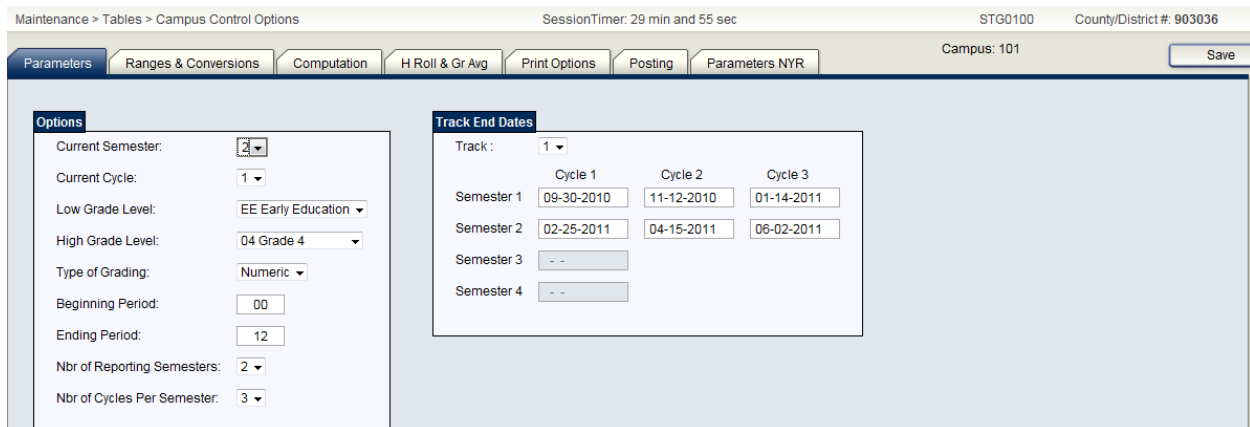 Maintenance > Tables > Campus Control Options SessionTimer: 29 min and 55 sec STG0100 County/District #: 903036
Campus: 101
Parameters Ranges & Conversions Computation H Roll & Gr Avg Print Options Posting Parameters NYR Save
Options
Current Semester: 2
Current Cycle: 1
Low Grade Level: EE Early Education
High Grade Level: 04 Grade 4
Type of Grading: Numeric
Beginning Period: 00
Ending Period: 12
Nbr of Reporting Semesters: 2
Nbr of Cycles Per Semester: 3
Track End Dates
Track : 1
Cycle 1 Cycle 2 Cycle 3
Semester 1 09-30-2010 11-12-2010 01-14-2011
Semester 2 02-25-2011 04-15-2011 06-02-2011
Semester 3 - -
Semester 4 - -